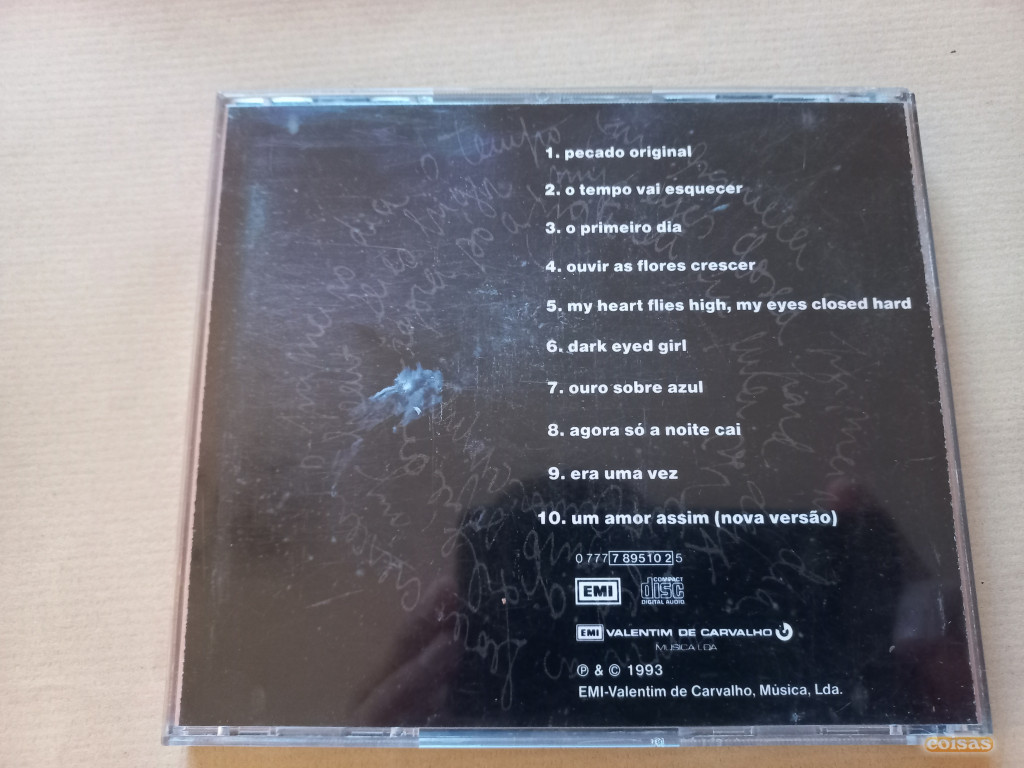 1. pecado original
2. o tempo vai esquecer
3. o primeiro dia
4. ouvir as flores crescer
5. my heart flies high, my eyes closed hard
6. dark eyed girl
7. ouro sobre azul
8. agora só a noite cai
9. era uma vez
10. um amor assim (nova versão)
0 777 7 89510 2 5
EMI
COMPACT
disc
DIGITAL AUDIO
EMI VALENTIM DE CARVALHO
MÚSICA LDA
℗ & © 1993
EMI-Valentim de Carvalho, Música, Lda.
coisas